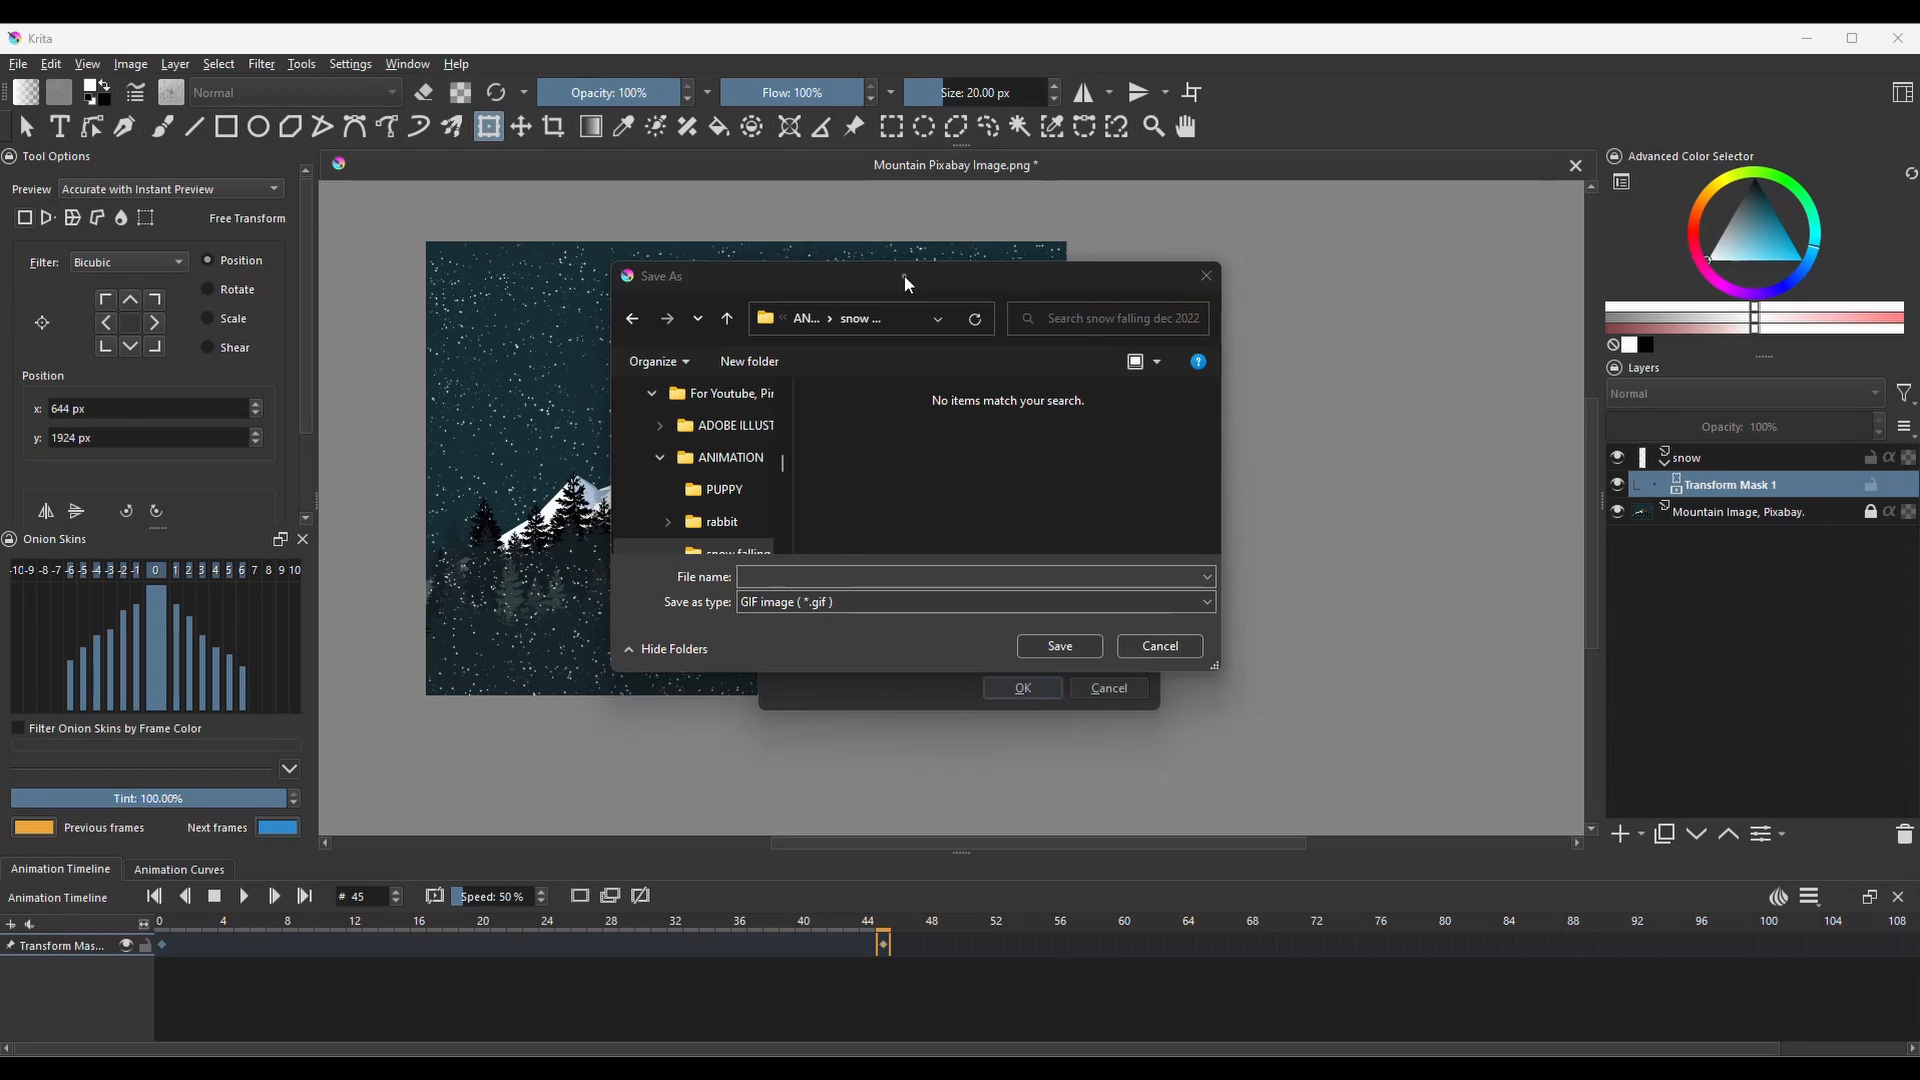 Krita
File Edit View Image Layer Select Filter Tools Settings Window Help
Normal Opacity: 100% Flow: 100% Size: 20.00 px
Tool Options
Mountain Pixabay Image.png *
Advanced Color Selector
Preview Accurate with Instant Preview
Free Transform
Filter: Bicubic Position
Rotate
Scale
Shear
Position
x: 644 px
y: 1924 px
Onion Skins
-10 -9 -8 -7 -6 -5 -4 -3 -2 -1 0 1 2 3 4 5 6 7 8 9 10
Filter Onion Skins by Frame Color
Tint: 100.00%
Previous frames Next frames
Save As
AN... › snow ...
Search snow falling dec 2022
Organize New folder
For Youtube, Pi
ADOBE ILLUST
ANIMATION
PUPPY
rabbit
snow falling
No items match your search.
File name:
Save as type: GIF image ( *.gif )
Hide Folders Save Cancel
OK Cancel
Layers
Normal
Opacity: 100%
snow
Transform Mask 1
Mountain Image, Pixabay.
Animation Timeline Animation Curves
Animation Timeline # 45 Speed: 50 %
0 4 8 12 16 20 24 28 32 36 40 44 48 52 56 60 64 68 72 76 80 84 88 92 96 100 104 108
Transform Mas...